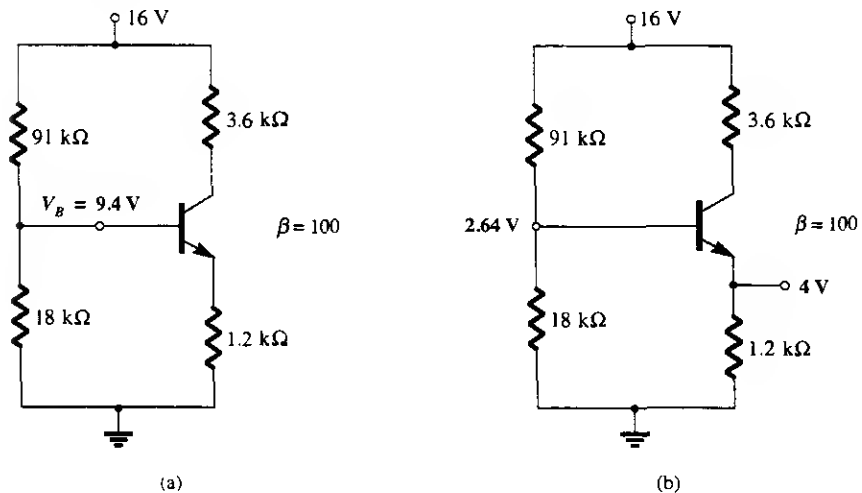 16 V
91 kΩ
3.6 kΩ
V_B = 9.4 V
β = 100
18 kΩ
1.2 kΩ
(a)
16 V
91 kΩ
3.6 kΩ
2.64 V
β = 100
4 V
18 kΩ
1.2 kΩ
(b)